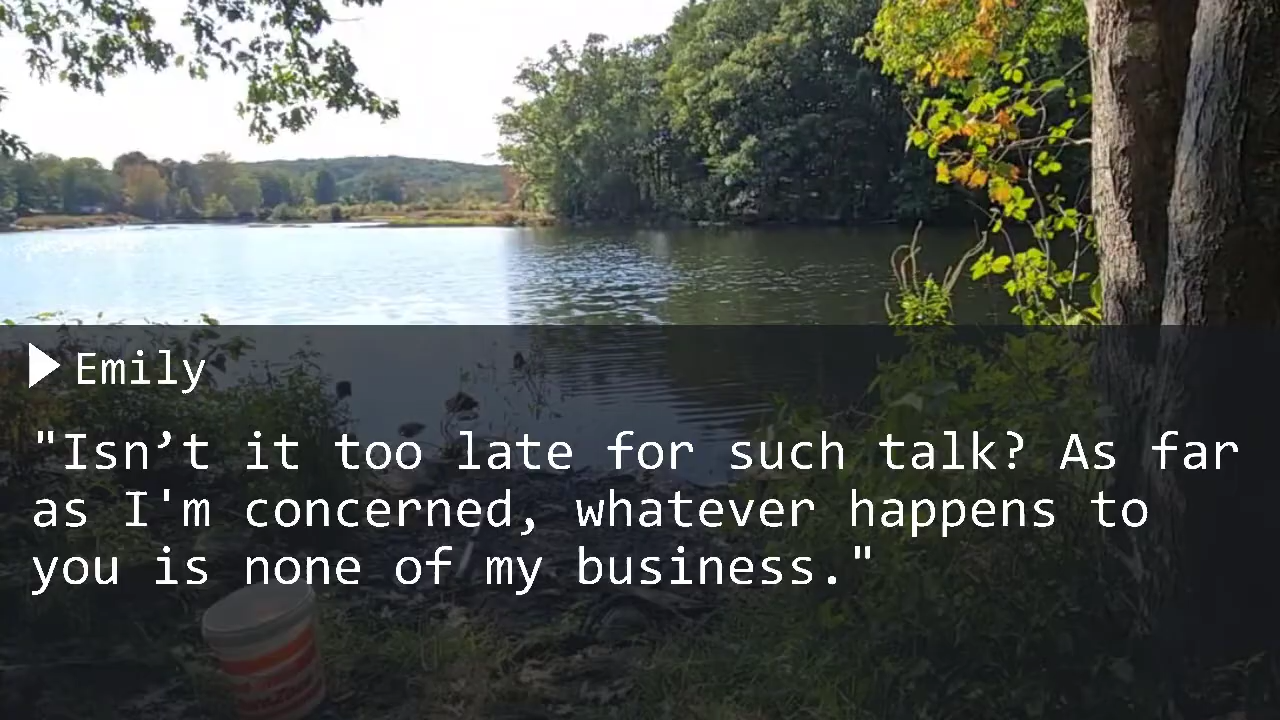 Emily
"Isn’t it too late for such talk? As far
as I'm concerned, whatever happens to
you is none of my business."